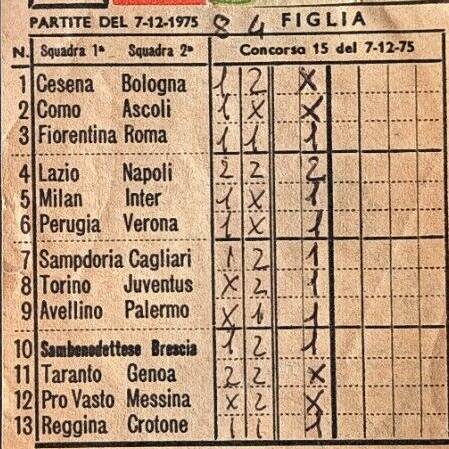 PARTITE DEL 7-12-1975 8 4 FIGLIA
N. Squadra 1ª Squadra 2ª Concorso 15 del 7-12-75
1 Cesena Bologna 1 2 X
2 Como Ascoli 1 X X
3 Fiorentina Roma 1 1 1
4 Lazio Napoli 2 2 2
5 Milan Inter 1 X 1
6 Perugia Verona 1 X 1
7 Sampdoria Cagliari 1 2 1
8 Torino Juventus X 2 1
9 Avellino Palermo X 1 1
10 Sambenedettese Brescia 1 2 1
11 Taranto Genoa 2 2 X
12 Pro Vasto Messina X 2 X
13 Reggina Crotone 1 1 1